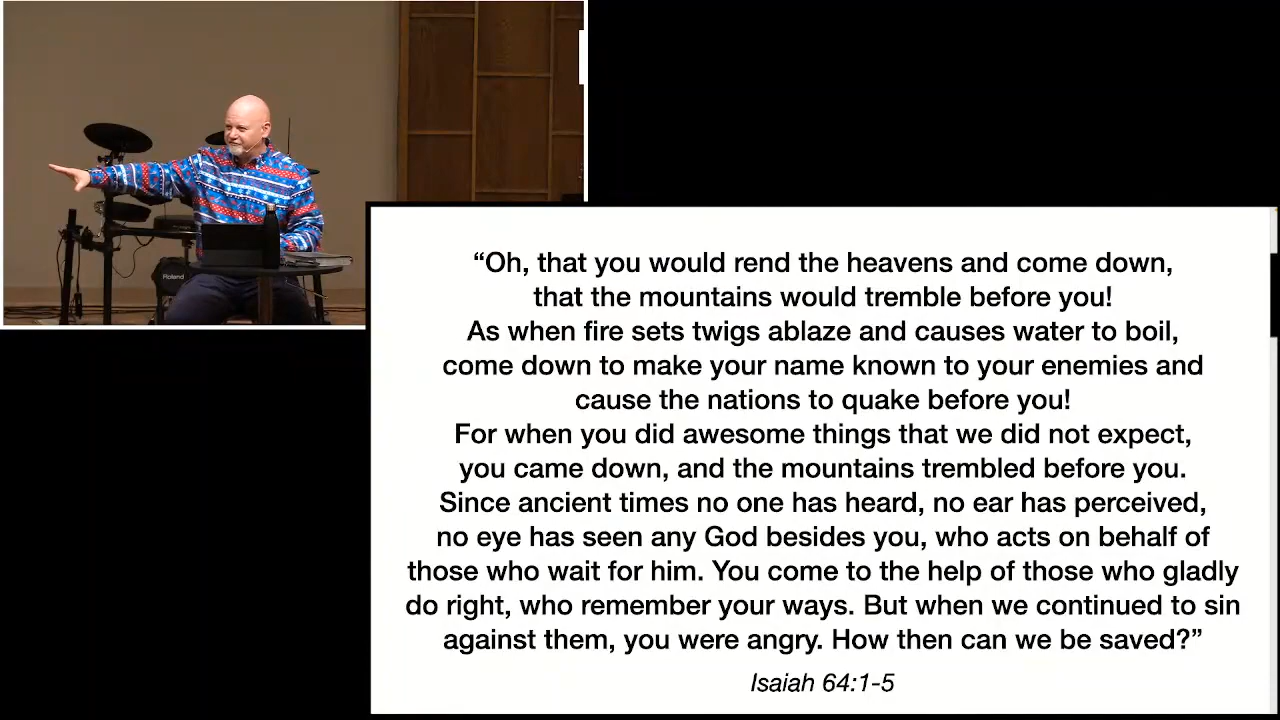 Roland
“Oh, that you would rend the heavens and come down,
that the mountains would tremble before you!
As when fire sets twigs ablaze and causes water to boil,
come down to make your name known to your enemies and
cause the nations to quake before you!
For when you did awesome things that we did not expect,
you came down, and the mountains trembled before you.
Since ancient times no one has heard, no ear has perceived,
no eye has seen any God besides you, who acts on behalf of
those who wait for him. You come to the help of those who gladly
do right, who remember your ways. But when we continued to sin
against them, you were angry. How then can we be saved?”
Isaiah 64:1-5